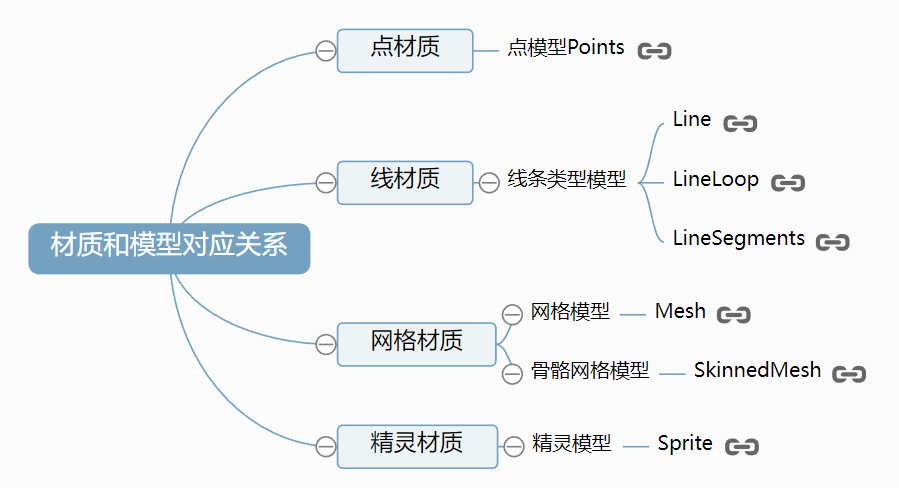 材质和模型对应关系
点材质
点模型Points
线材质
线条类型模型
Line
LineLoop
LineSegments
网格材质
网格模型
Mesh
骨骼网格模型
SkinnedMesh
精灵材质
精灵模型
Sprite